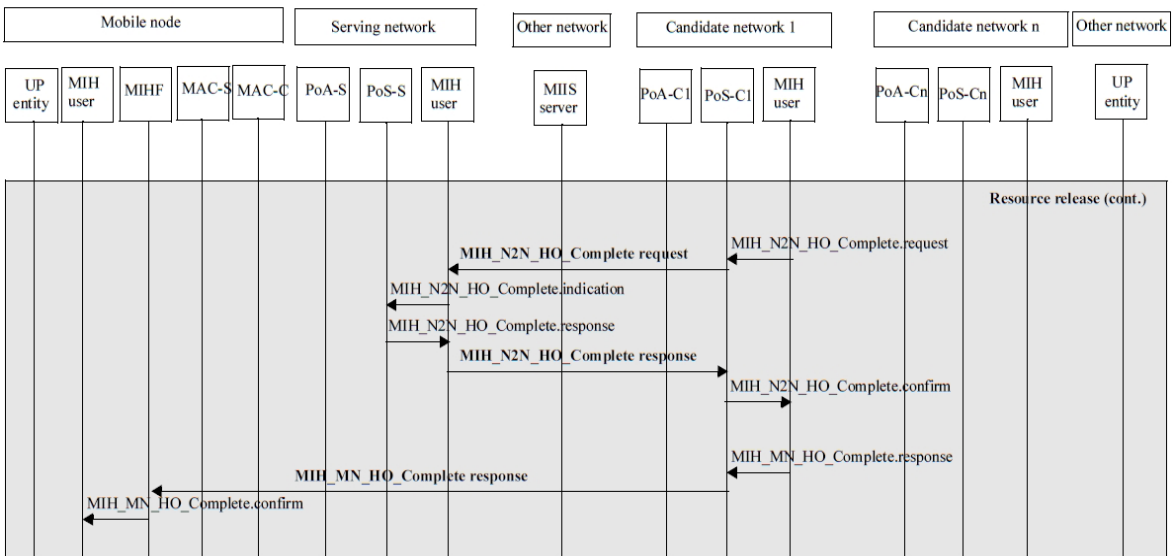 Mobile node
Serving network
Other network
Candidate network 1
Candidate network n
Other network
UP entity
MIH user
MIHF
MAC-S
MAC-C
PoA-S
PoS-S
MIH user
MIIS server
PoA-C1
PoS-C1
MIH user
PoA-Cn
PoS-Cn
MIH user
UP entity
Resource release (cont.)
MIH_N2N_HO_Complete.request
MIH_N2N_HO_Complete request
MIH_N2N_HO_Complete.indication
MIH_N2N_HO_Complete.response
MIH_N2N_HO_Complete response
MIH_N2N_HO_Complete.confirm
MIH_MN_HO_Complete.response
MIH_MN_HO_Complete response
MIH_MN_HO_Complete.confirm